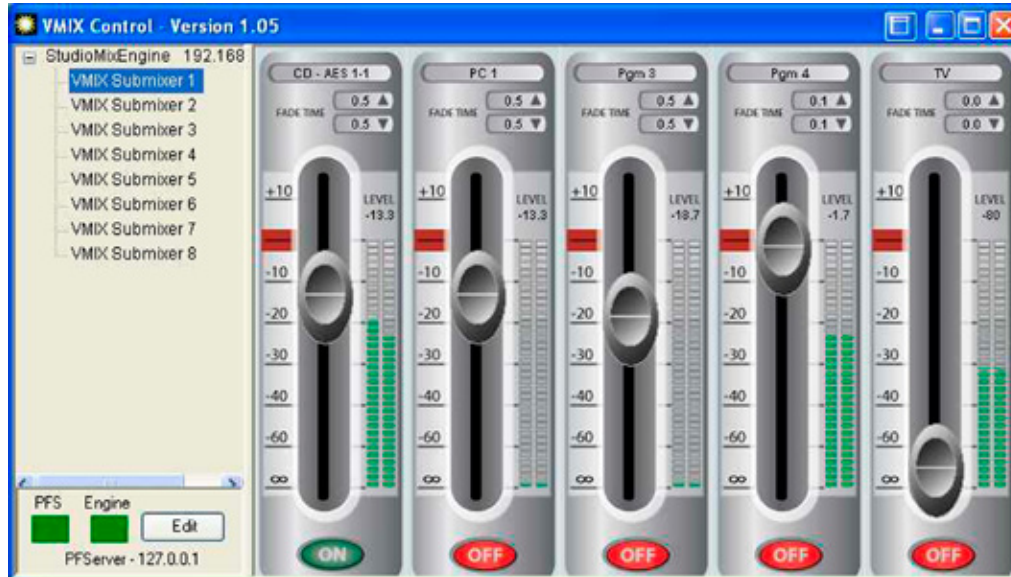 VMIX Control - Version 1.05
StudioMixEngine 192.168
VMIX Submixer 1
VMIX Submixer 2
VMIX Submixer 3
VMIX Submixer 4
VMIX Submixer 5
VMIX Submixer 6
VMIX Submixer 7
VMIX Submixer 8
PFS Engine
Edit
PFServer - 127.0.0.1
CD - AES 1-1
FADE TIME
0.5
0.5
+10
LEVEL
-13.3
-10
-20
-30
-40
-60
∞
ON
PC 1
FADE TIME
0.5
0.5
+10
LEVEL
-13.3
-10
-20
-30
-40
-60
∞
OFF
Pgm 3
FADE TIME
0.5
0.5
+10
LEVEL
-18.7
-10
-20
-30
-40
-60
∞
OFF
Pgm 4
FADE TIME
0.1
0.1
+10
LEVEL
-1.7
-10
-20
-30
-40
-60
∞
OFF
TV
FADE TIME
0.0
0.0
+10
LEVEL
-80
-10
-20
-30
-40
-60
∞
OFF